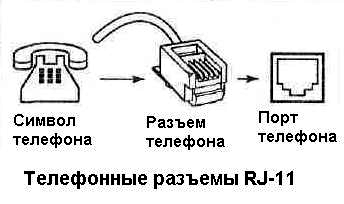 Символ
телефона
Разъем
телефона
Порт
телефона
Телефонные разъемы RJ-11